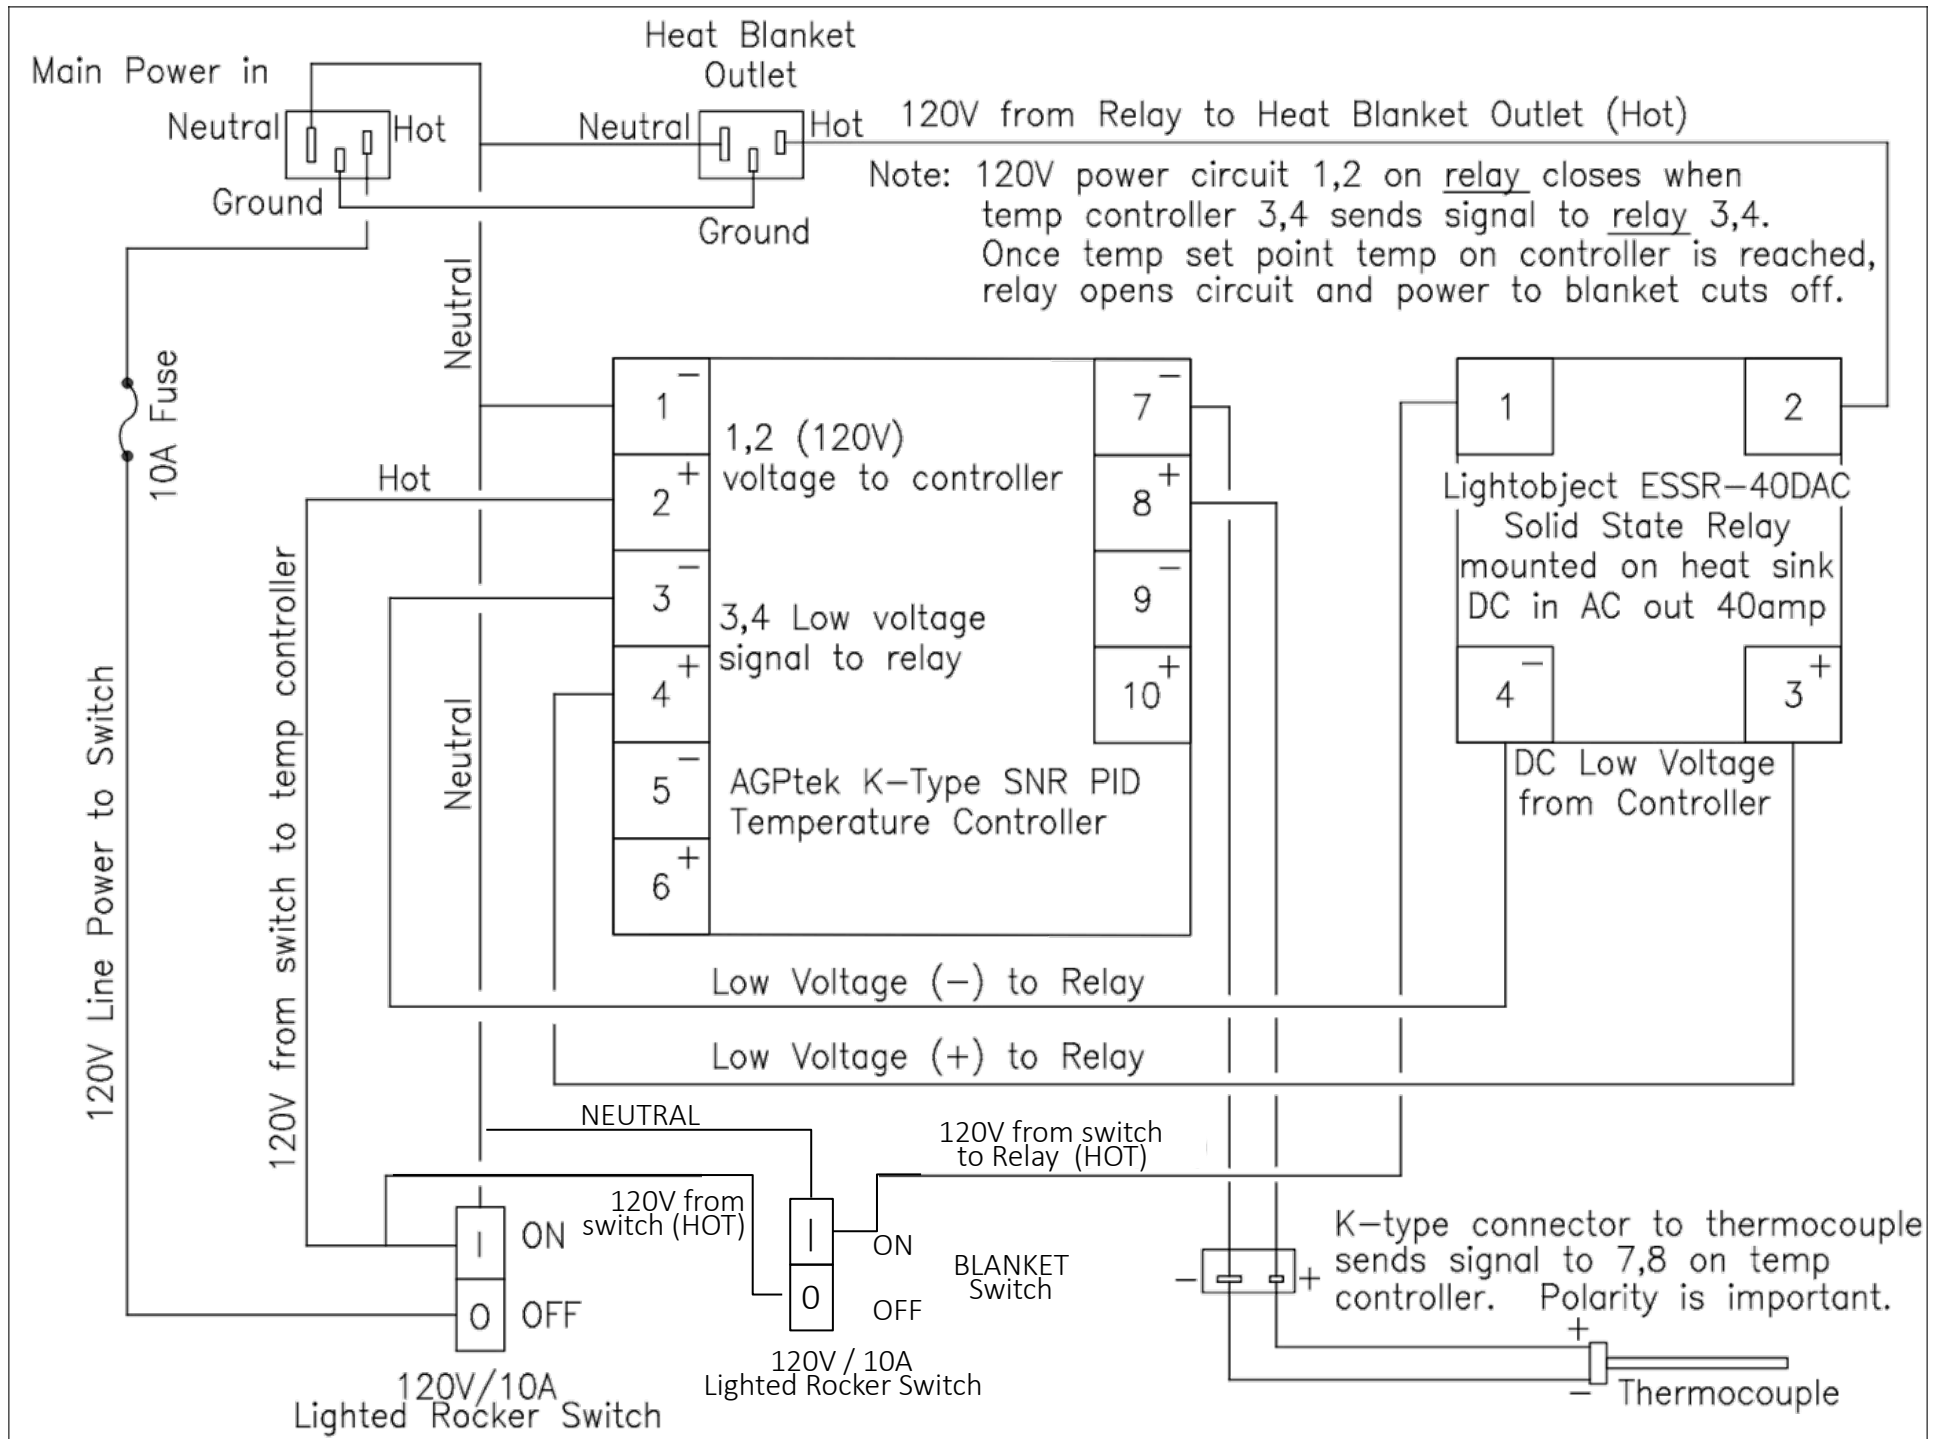 Heat Blanket
Outlet
Main Power in
Neutral
Hot
Ground
Neutral
Hot
Ground
120V from Relay to Heat Blanket Outlet (Hot)
Note: 120V power circuit 1,2 on relay closes when
temp controller 3,4 sends signal to relay 3,4.
Once temp set point temp on controller is reached,
relay opens circuit and power to blanket cuts off.
Neutral
10A Fuse
Hot
120V Line Power to Switch
120V from switch to temp controller
Neutral
1 −
2 +
3 −
4 +
5 −
6 +
1,2 (120V)
voltage to controller
3,4 Low voltage
signal to relay
AGPtek K-Type SNR PID
Temperature Controller
7 −
8 +
9 −
10 +
1
2
Lightobject ESSR-40DAC
Solid State Relay
mounted on heat sink
DC in AC out 40amp
4 −
3 +
DC Low Voltage
from Controller
Low Voltage (−) to Relay
Low Voltage (+) to Relay
NEUTRAL
120V from switch
to Relay (HOT)
120V from
switch (HOT)
I
ON
O
OFF
120V/10A
Lighted Rocker Switch
I
ON
0
OFF
BLANKET
Switch
120V / 10A
Lighted Rocker Switch
K-type connector to thermocouple
sends signal to 7,8 on temp
controller. Polarity is important.
−
+
+
−
Thermocouple